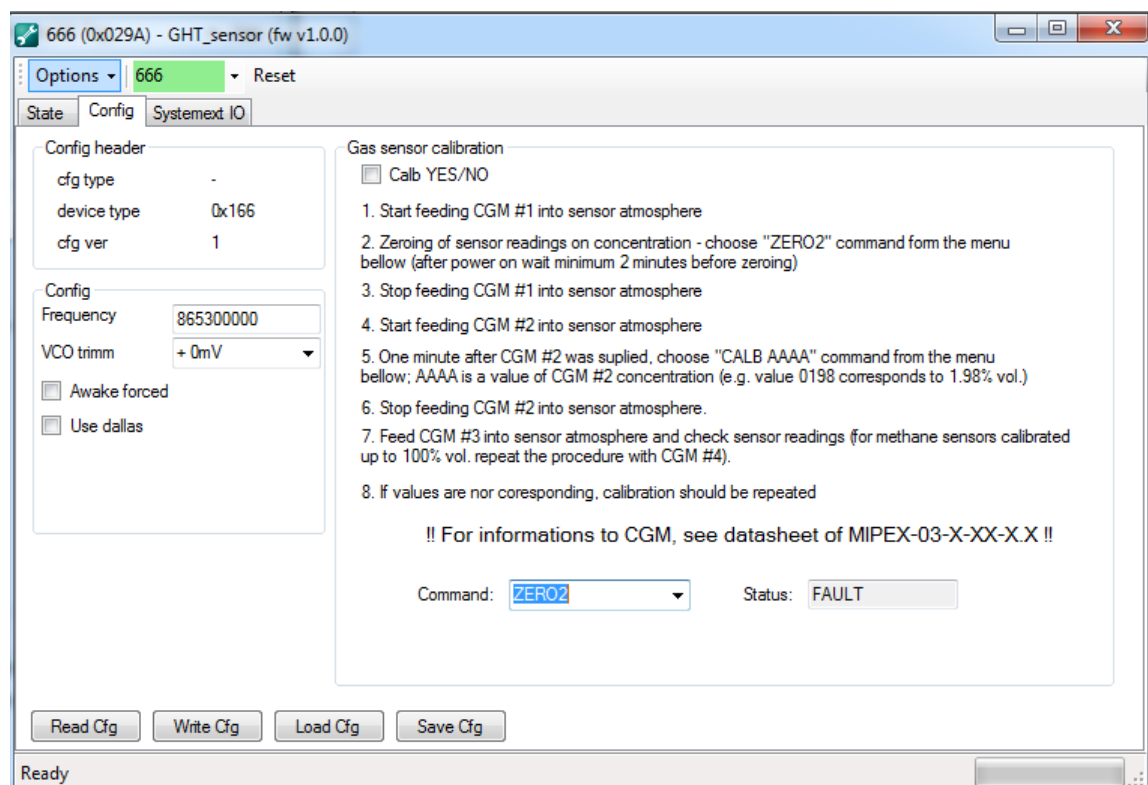 666 (0x029A) - GHT_sensor (fw v1.0.0)
Options 666 Reset
State Config Systemext IO
Config header
cfg type -
device type 0x166
cfg ver 1
Config
Frequency 865300000
VCO trimm + 0mV
Awake forced
Use dallas
Gas sensor calibration
Calb YES/NO
1. Start feeding CGM #1 into sensor atmosphere
2. Zeroing of sensor readings on concentration - choose "ZERO2" command form the menu
bellow (after power on wait minimum 2 minutes before zeroing)
3. Stop feeding CGM #1 into sensor atmosphere
4. Start feeding CGM #2 into sensor atmosphere
5. One minute after CGM #2 was suplied, choose "CALB AAAA" command from the menu
bellow; AAAA is a value of CGM #2 concentration (e.g. value 0198 corresponds to 1.98% vol.)
6. Stop feeding CGM #2 into sensor atmosphere.
7. Feed CGM #3 into sensor atmosphere and check sensor readings (for methane sensors calibrated
up to 100% vol. repeat the procedure with CGM #4).
8. If values are nor coresponding, calibration should be repeated
!! For informations to CGM, see datasheet of MIPEX-03-X-XX-X.X !!
Command: ZERO2 Status: FAULT
Read Cfg Write Cfg Load Cfg Save Cfg
Ready